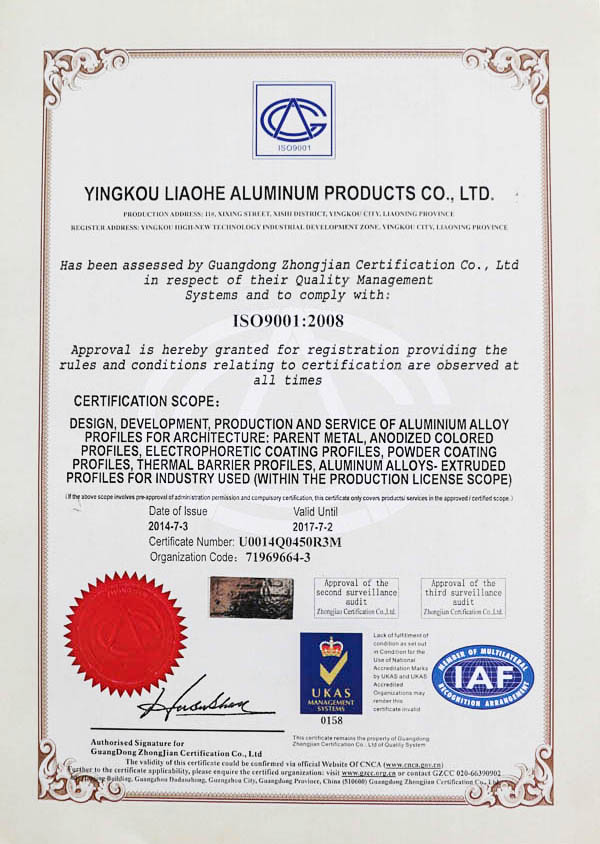 ISO9001
YINGKOU LIAOHE ALUMINUM PRODUCTS CO., LTD.
PRODUCTION ADDRESS: 118, XIXING STREET, XISHI DISTRICT, YINGKOU CITY, LIAONING PROVINCE
REGISTER ADDRESS: YINGKOU HIGH-NEW TECHNOLOGY INDUSTRIAL DEVELOPMENT ZONE, YINGKOU CITY, LIAONING PROVINCE
Has been assessed by Guangdong Zhongjian Certification Co., Ltd
in respect of their Quality Management
Systems and to comply with:
ISO9001:2008
Approval is hereby granted for registration providing the
rules and conditions relating to certification are observed at
all times
CERTIFICATION SCOPE:
DESIGN, DEVELOPMENT, PRODUCTION AND SERVICE OF ALUMINIUM ALLOY
PROFILES FOR ARCHITECTURE: PARENT METAL, ANODIZED COLORED
PROFILES, ELECTROPHORETIC COATING PROFILES, POWDER COATING
PROFILES, THERMAL BARRIER PROFILES, ALUMINUM ALLOYS- EXTRUDED
PROFILES FOR INDUSTRY USED (WITHIN THE PRODUCTION LICENSE SCOPE)
(If the above scope involves pre-approval of administration permission and compulsory certification, this certificate only covers products/ services in the approved / certified scope.)
Date of Issue Valid Until
2014-7-3 2017-7-2
Certificate Number: U0014Q0450R3M
Organization Code: 71969664-3
Approval of the
second surveillance
audit
Zhongjian Certification Co.,Ltd.
Approval of the
third surveillance
audit
Zhongjian Certification Co.,Ltd.
UKAS
MANAGEMENT
SYSTEMS
0158
Lack of fulfillment of
condition as set out
in Condition for the
Use of National
Accreditation Marks
by UKAS and UKAS
Accredited
Organizations may
render this
certificate invalid
MEMBER OF MULTILATERAL
IAF
RECOGNITION ARRANGEMENT
This certificate remains the property of Guangdong
Zhongjian Certification Co., Ltd of Quality System
Authorised Signature for
GuangDong ZhongJian Certification Co., Ltd
The validity of this certificate could be confirmed via official Website Of CNCA (www.cnca.gov.cn)
Further to the certificate applicability, please enquire the certified organization: visit www.gzcc.org.cn or contact GZCC 020-66390902
Building, Guangzhou Dadaozhong, Guangzhou City, Guangdong Province, China (510600) Guangdong Zhongjian Certification Co., Ltd.